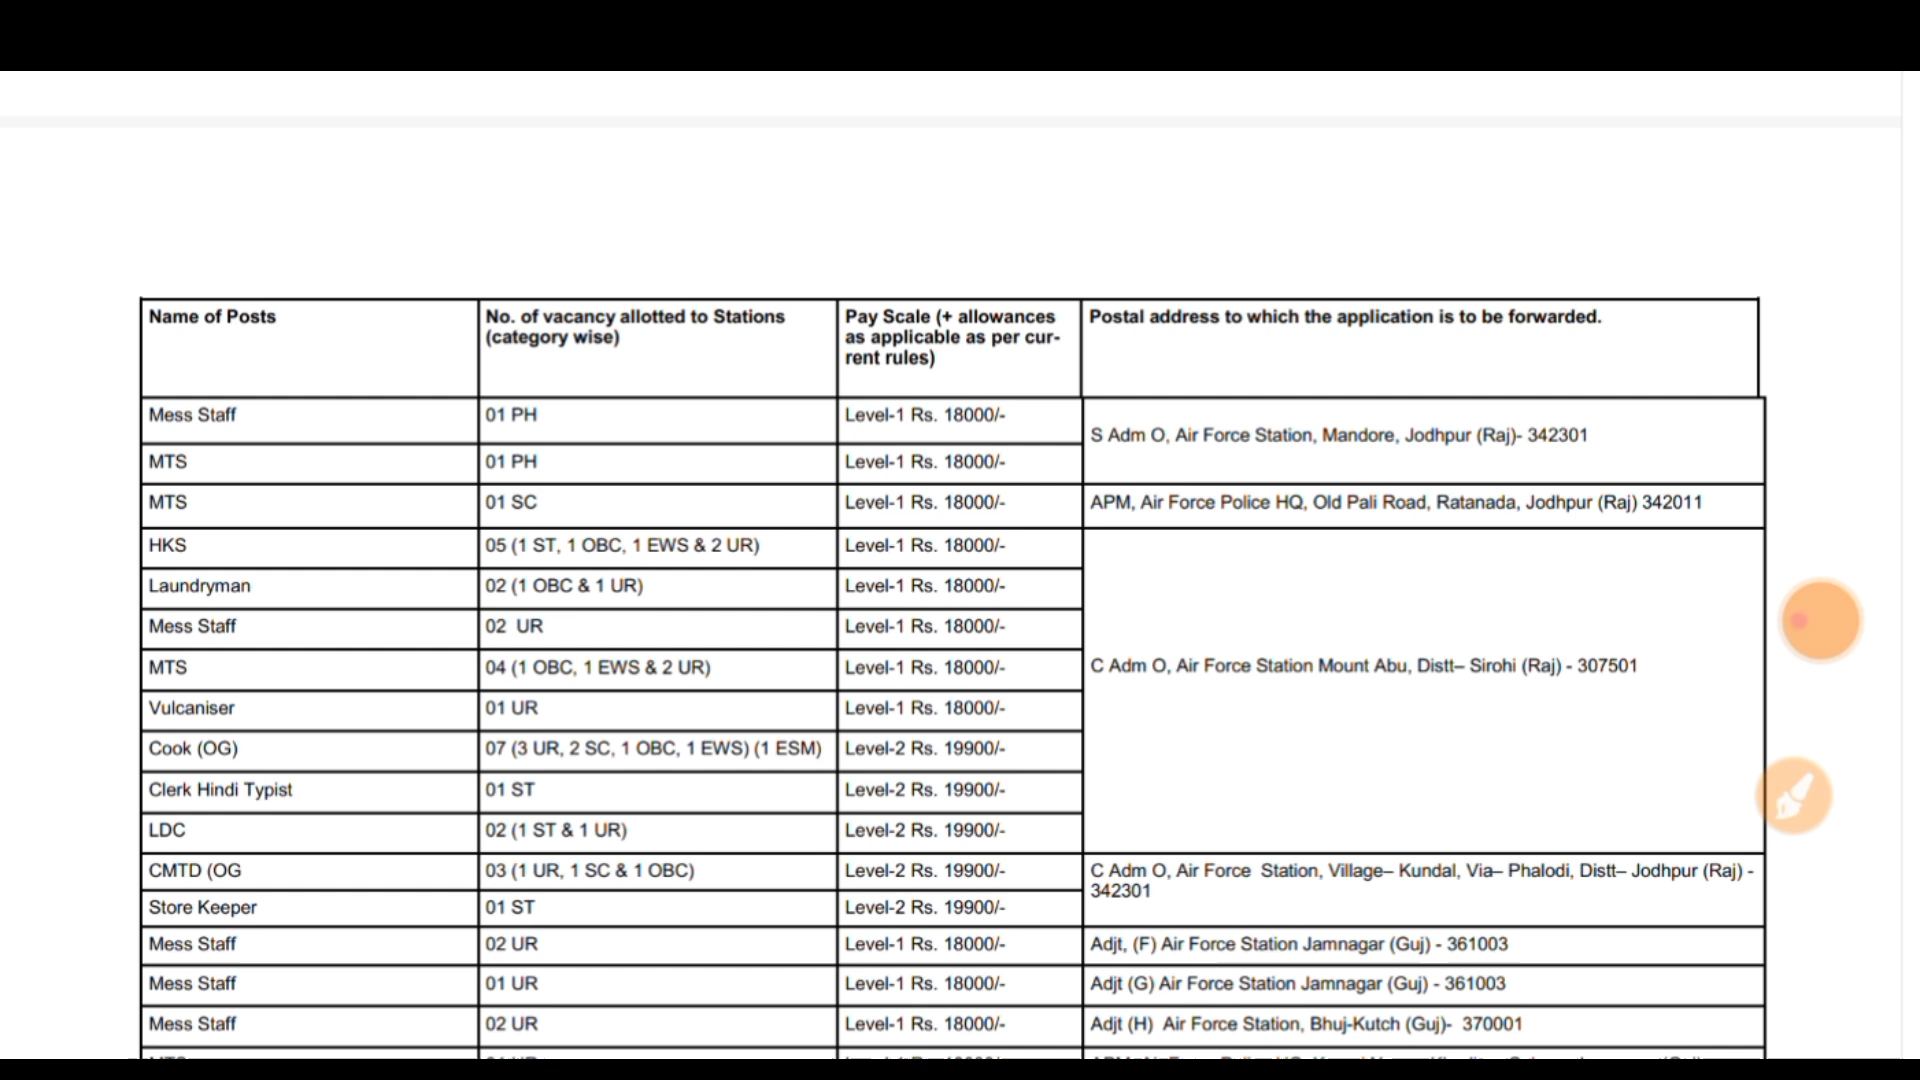 Name of Posts
No. of vacancy allotted to Stations
(category wise)
Pay Scale (+ allowances
as applicable as per cur-
rent rules)
Postal address to which the application is to be forwarded.
Mess Staff
01 PH
Level-1 Rs. 18000/-
S Adm O, Air Force Station, Mandore, Jodhpur (Raj)- 342301
MTS
01 PH
Level-1 Rs. 18000/-
MTS
01 SC
Level-1 Rs. 18000/-
APM, Air Force Police HQ, Old Pali Road, Ratanada, Jodhpur (Raj) 342011
HKS
05 (1 ST, 1 OBC, 1 EWS & 2 UR)
Level-1 Rs. 18000/-
Laundryman
02 (1 OBC & 1 UR)
Level-1 Rs. 18000/-
Mess Staff
02 UR
Level-1 Rs. 18000/-
MTS
04 (1 OBC, 1 EWS & 2 UR)
Level-1 Rs. 18000/-
C Adm O, Air Force Station Mount Abu, Distt– Sirohi (Raj) - 307501
Vulcaniser
01 UR
Level-1 Rs. 18000/-
Cook (OG)
07 (3 UR, 2 SC, 1 OBC, 1 EWS) (1 ESM)
Level-2 Rs. 19900/-
Clerk Hindi Typist
01 ST
Level-2 Rs. 19900/-
LDC
02 (1 ST & 1 UR)
Level-2 Rs. 19900/-
CMTD (OG
03 (1 UR, 1 SC & 1 OBC)
Level-2 Rs. 19900/-
C Adm O, Air Force Station, Village– Kundal, Via– Phalodi, Distt– Jodhpur (Raj) -
342301
Store Keeper
01 ST
Level-2 Rs. 19900/-
Mess Staff
02 UR
Level-1 Rs. 18000/-
Adjt, (F) Air Force Station Jamnagar (Guj) - 361003
Mess Staff
01 UR
Level-1 Rs. 18000/-
Adjt (G) Air Force Station Jamnagar (Guj) - 361003
Mess Staff
02 UR
Level-1 Rs. 18000/-
Adjt (H) Air Force Station, Bhuj-Kutch (Guj)- 370001